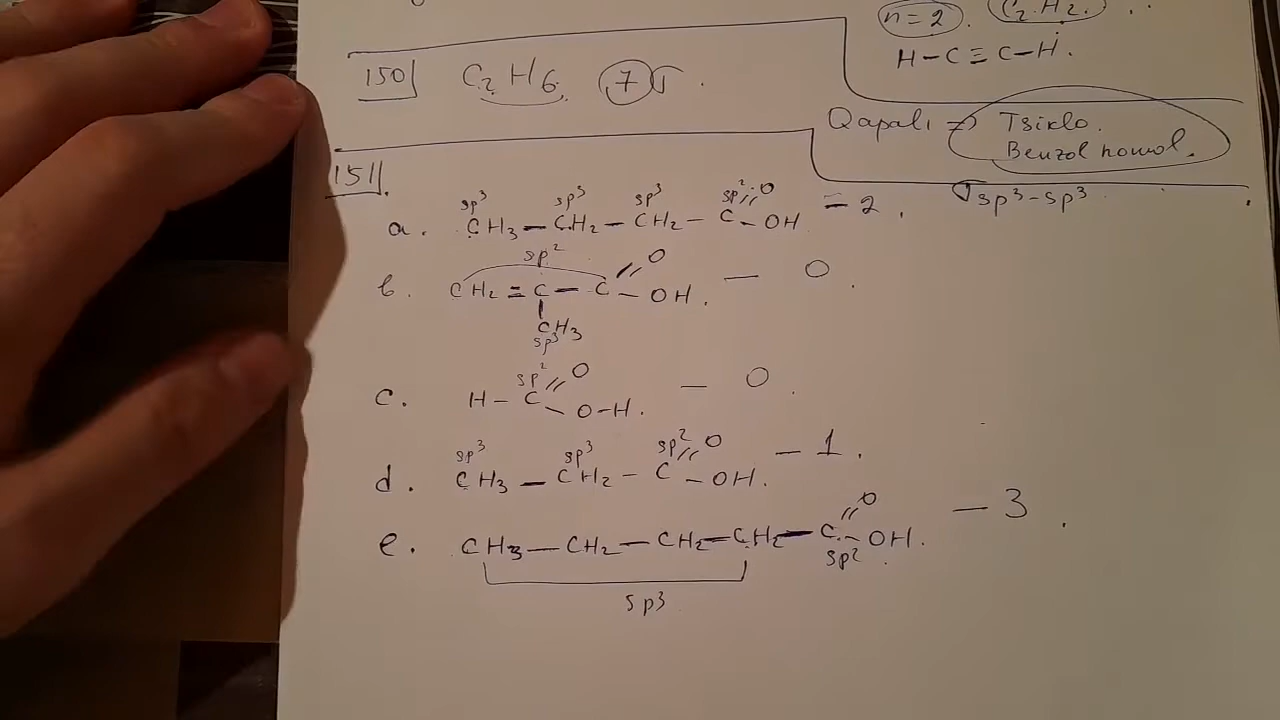 n=2. C2H2. ..
H-C≡C-H.
150 C2H6. 7σ.
Qapalı => Tsiklo.
Benzol homol.
151.
σ sp³-sp³
sp³ sp³ sp³ sp²
a. CH3-CH2-CH2-C(=O)-OH = 2.
sp²
b. CH2=C-C(=O)-OH. - 0.
CH3
sp³
sp²
c. H-C(=O)-O-H. - 0.
sp³ sp³ sp²
d. CH3-CH2-C(=O)-OH. - 1.
e. CH3-CH2-CH2-CH2-C(=O)-OH. - 3.
sp²
sp3